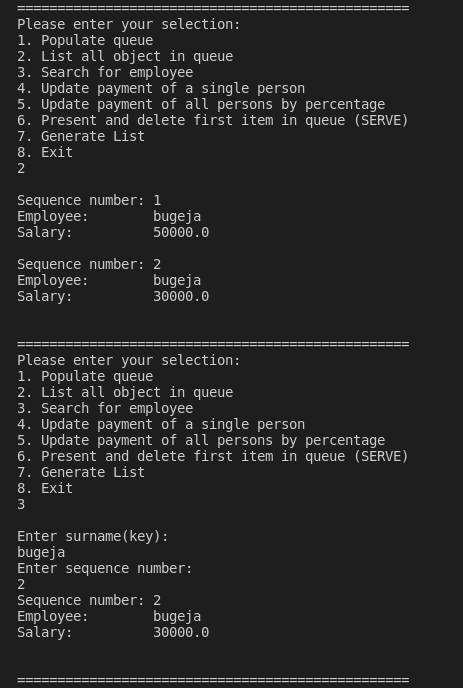 =================================================
Please enter your selection:
1. Populate queue
2. List all object in queue
3. Search for employee
4. Update payment of a single person
5. Update payment of all persons by percentage
6. Present and delete first item in queue (SERVE)
7. Generate List
8. Exit
2
Sequence number: 1
Employee:        bugeja
Salary:          50000.0
Sequence number: 2
Employee:        bugeja
Salary:          30000.0
=================================================
Please enter your selection:
1. Populate queue
2. List all object in queue
3. Search for employee
4. Update payment of a single person
5. Update payment of all persons by percentage
6. Present and delete first item in queue (SERVE)
7. Generate List
8. Exit
3
Enter surname(key):
bugeja
Enter sequence number:
2
Sequence number: 2
Employee:        bugeja
Salary:          30000.0
=================================================